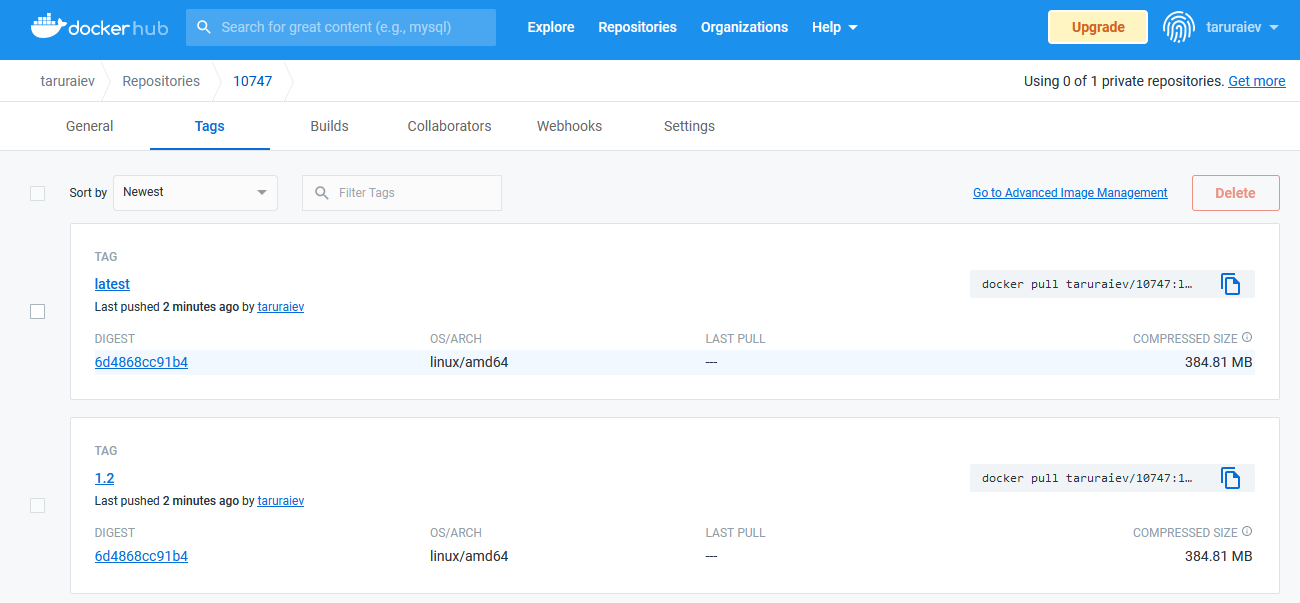 docker hub
Search for great content (e.g., mysql)
Explore Repositories Organizations Help
Upgrade
taruraiev
taruraiev Repositories 10747
Using 0 of 1 private repositories. Get more
General Tags Builds Collaborators Webhooks Settings
Sort by Newest Filter Tags
Go to Advanced Image Management Delete
TAG
latest
docker pull taruraiev/10747:l…
Last pushed 2 minutes ago by taruraiev
DIGEST OS/ARCH LAST PULL COMPRESSED SIZE
6d4868cc91b4 linux/amd64 --- 384.81 MB
TAG
1.2
docker pull taruraiev/10747:1…
Last pushed 2 minutes ago by taruraiev
DIGEST OS/ARCH LAST PULL COMPRESSED SIZE
6d4868cc91b4 linux/amd64 --- 384.81 MB